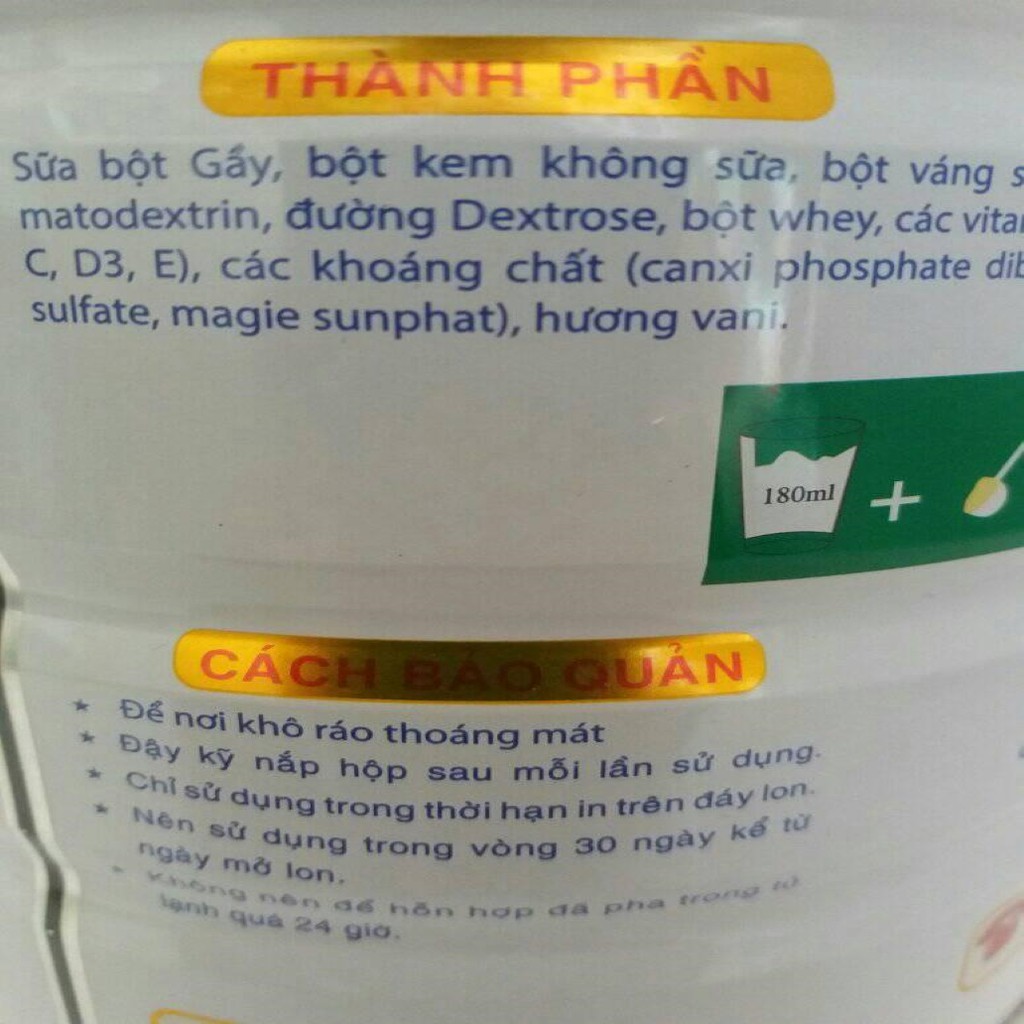 THÀNH PHẦN
Sữa bột Gầy, bột kem không sữa, bột váng s
matodextrin, đường Dextrose, bột whey, các vitar
C, D3, E), các khoáng chất (canxi phosphate dib
sulfate, magie sunphat), hương vani.
180ml +
CÁCH BẢO QUẢN
★ Để nơi khô ráo thoáng mát
★ Đậy kỹ nắp hộp sau mỗi lần sử dụng.
★ Chỉ sử dụng trong thời hạn in trên đáy lon.
★ Nên sử dụng trong vòng 30 ngày kể từ
ngày mở lon.
★ Không nên để hỗn hợp đã pha trong tủ
lạnh quá 24 giờ.